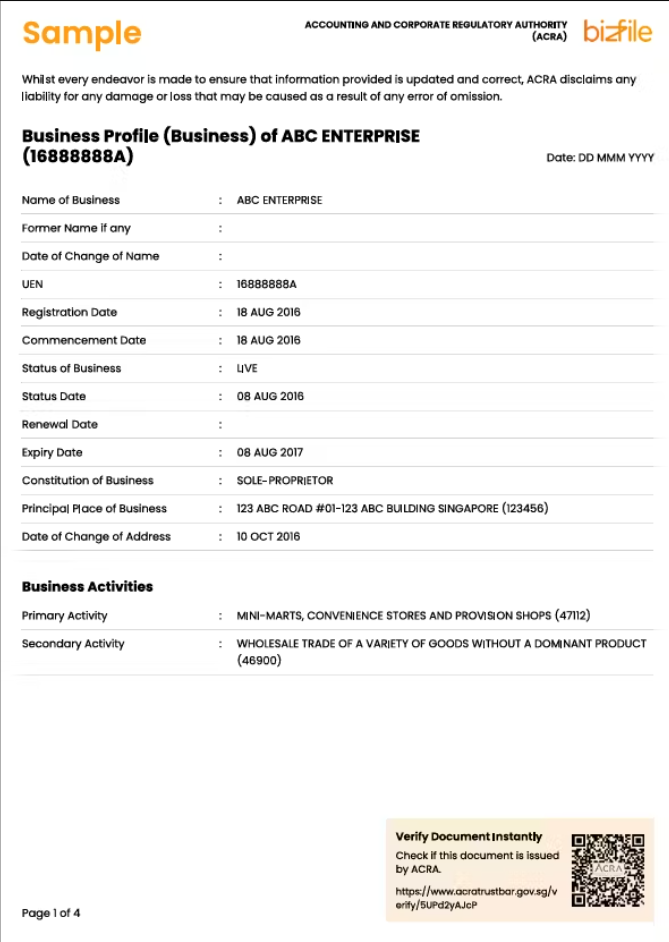 Sample
ACCOUNTING AND CORPORATE REGULATORY AUTHORITY
(ACRA)
bizfile
Whilst every endeavor is made to ensure that information provided is updated and correct, ACRA disclaims any
liability for any damage or loss that may be caused as a result of any error of omission.
Business Profile (Business) of ABC ENTERPRISE
(16888888A)
Date: DD MMM YYYY
Name of Business : ABC ENTERPRISE
Former Name if any :
Date of Change of Name :
UEN : 16888888A
Registration Date : 18 AUG 2016
Commencement Date : 18 AUG 2016
Status of Business : LIVE
Status Date : 08 AUG 2016
Renewal Date :
Expiry Date : 08 AUG 2017
Constitution of Business : SOLE-PROPRIETOR
Principal Place of Business : 123 ABC ROAD #01-123 ABC BUILDING SINGAPORE (123456)
Date of Change of Address : 10 OCT 2016
Business Activities
Primary Activity : MINI-MARTS, CONVENIENCE STORES AND PROVISION SHOPS (47112)
Secondary Activity : WHOLESALE TRADE OF A VARIETY OF GOODS WITHOUT A DOMINANT PRODUCT
(46900)
Verify Document Instantly
Check if this document is issued
by ACRA.
https://www.acratrustbar.gov.sg/v
erify/5UPd2yAJcP
ACRA
Page 1 of 4